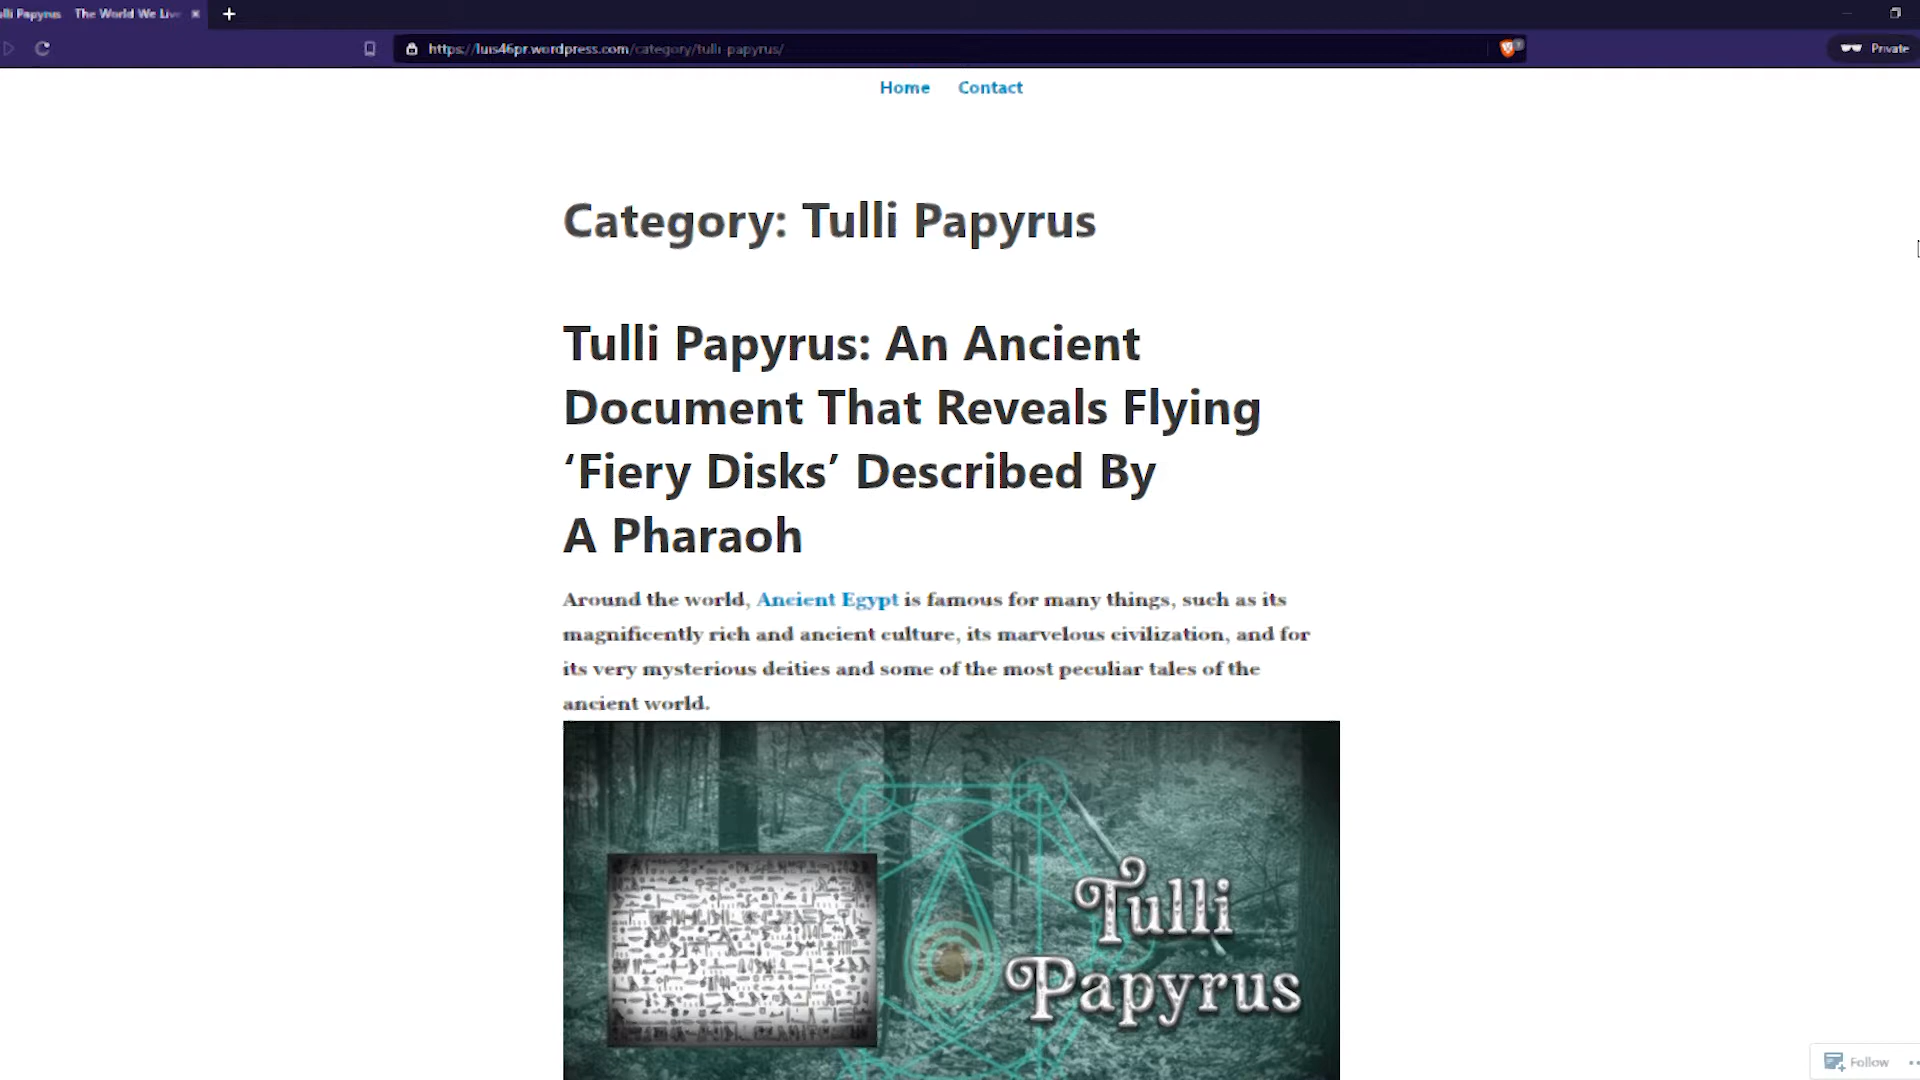 The World We Liv
https://luis46pr.wordpress.com/category/tulli-papyrus/
Private
Home Contact
Category: Tulli Papyrus
Tulli Papyrus: An Ancient
Document That Reveals Flying
‘Fiery Disks’ Described By
A Pharaoh
Around the world, Ancient Egypt is famous for many things, such as its
magnificently rich and ancient culture, its marvelous civilization, and for
its very mysterious deities and some of the most peculiar tales of the
ancient world.
Tulli
Papyrus
Follow